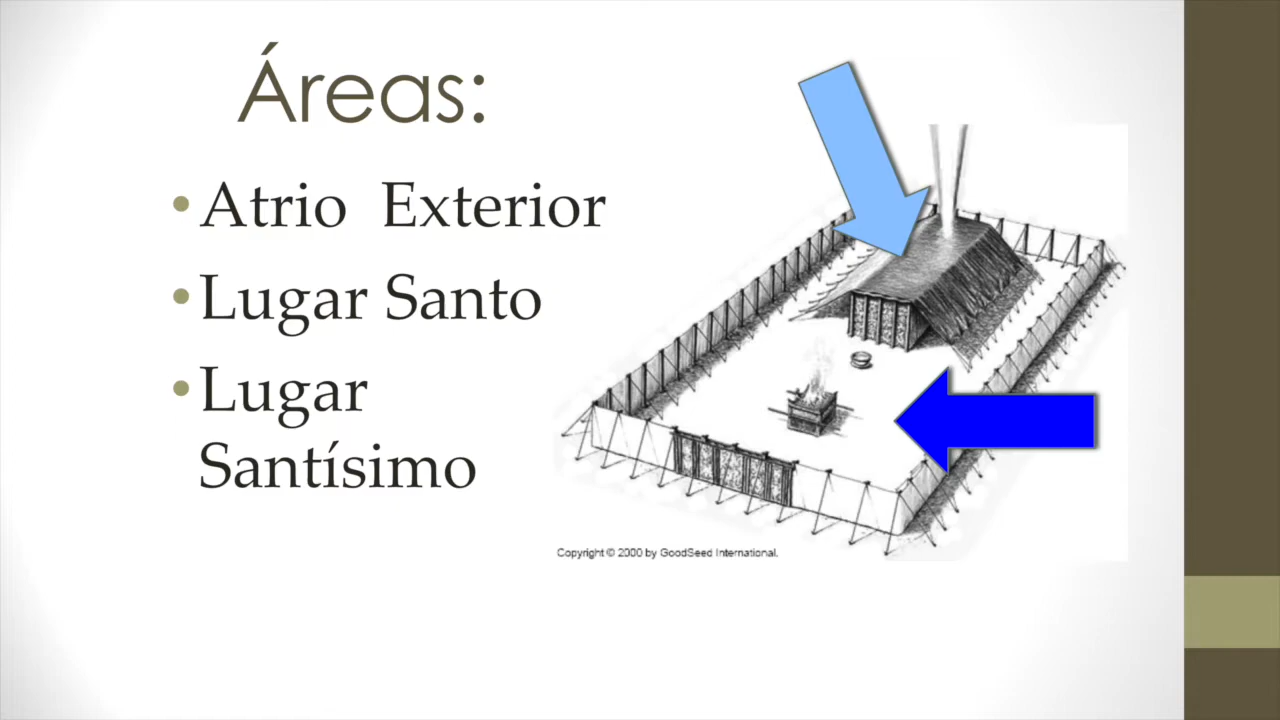 Áreas:
• Atrio Exterior
• Lugar Santo
• Lugar
Santísimo
Copyright © 2000 by GoodSeed International.